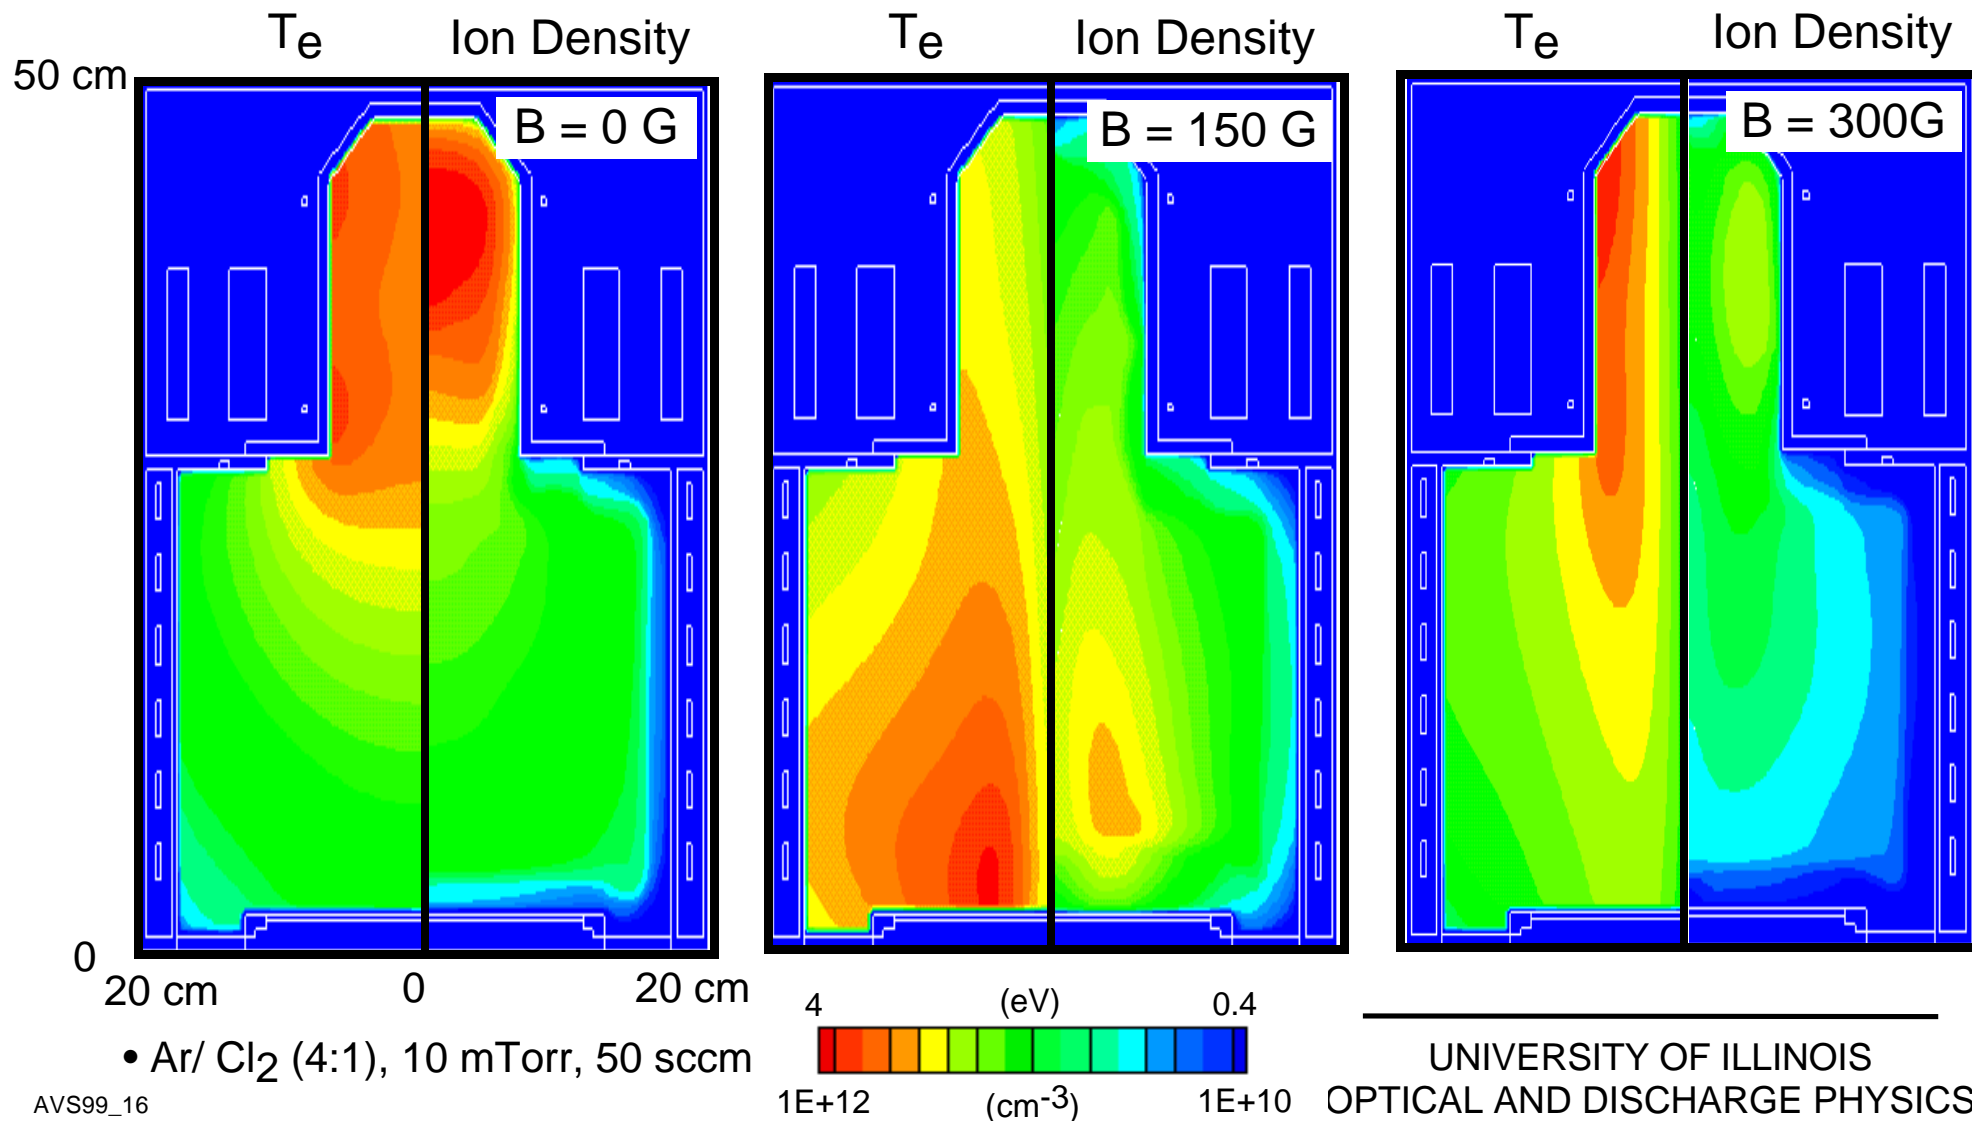 Te Ion Density Te Ion Density Te Ion Density
50 cm
B = 0 G B = 150 G B = 300G
0
20 cm 0 20 cm
4 (eV) 0.4
• Ar/ Cl2 (4:1), 10 mTorr, 50 sccm
1E+12 (cm-3) 1E+10
UNIVERSITY OF ILLINOIS
OPTICAL AND DISCHARGE PHYSICS
AVS99_16